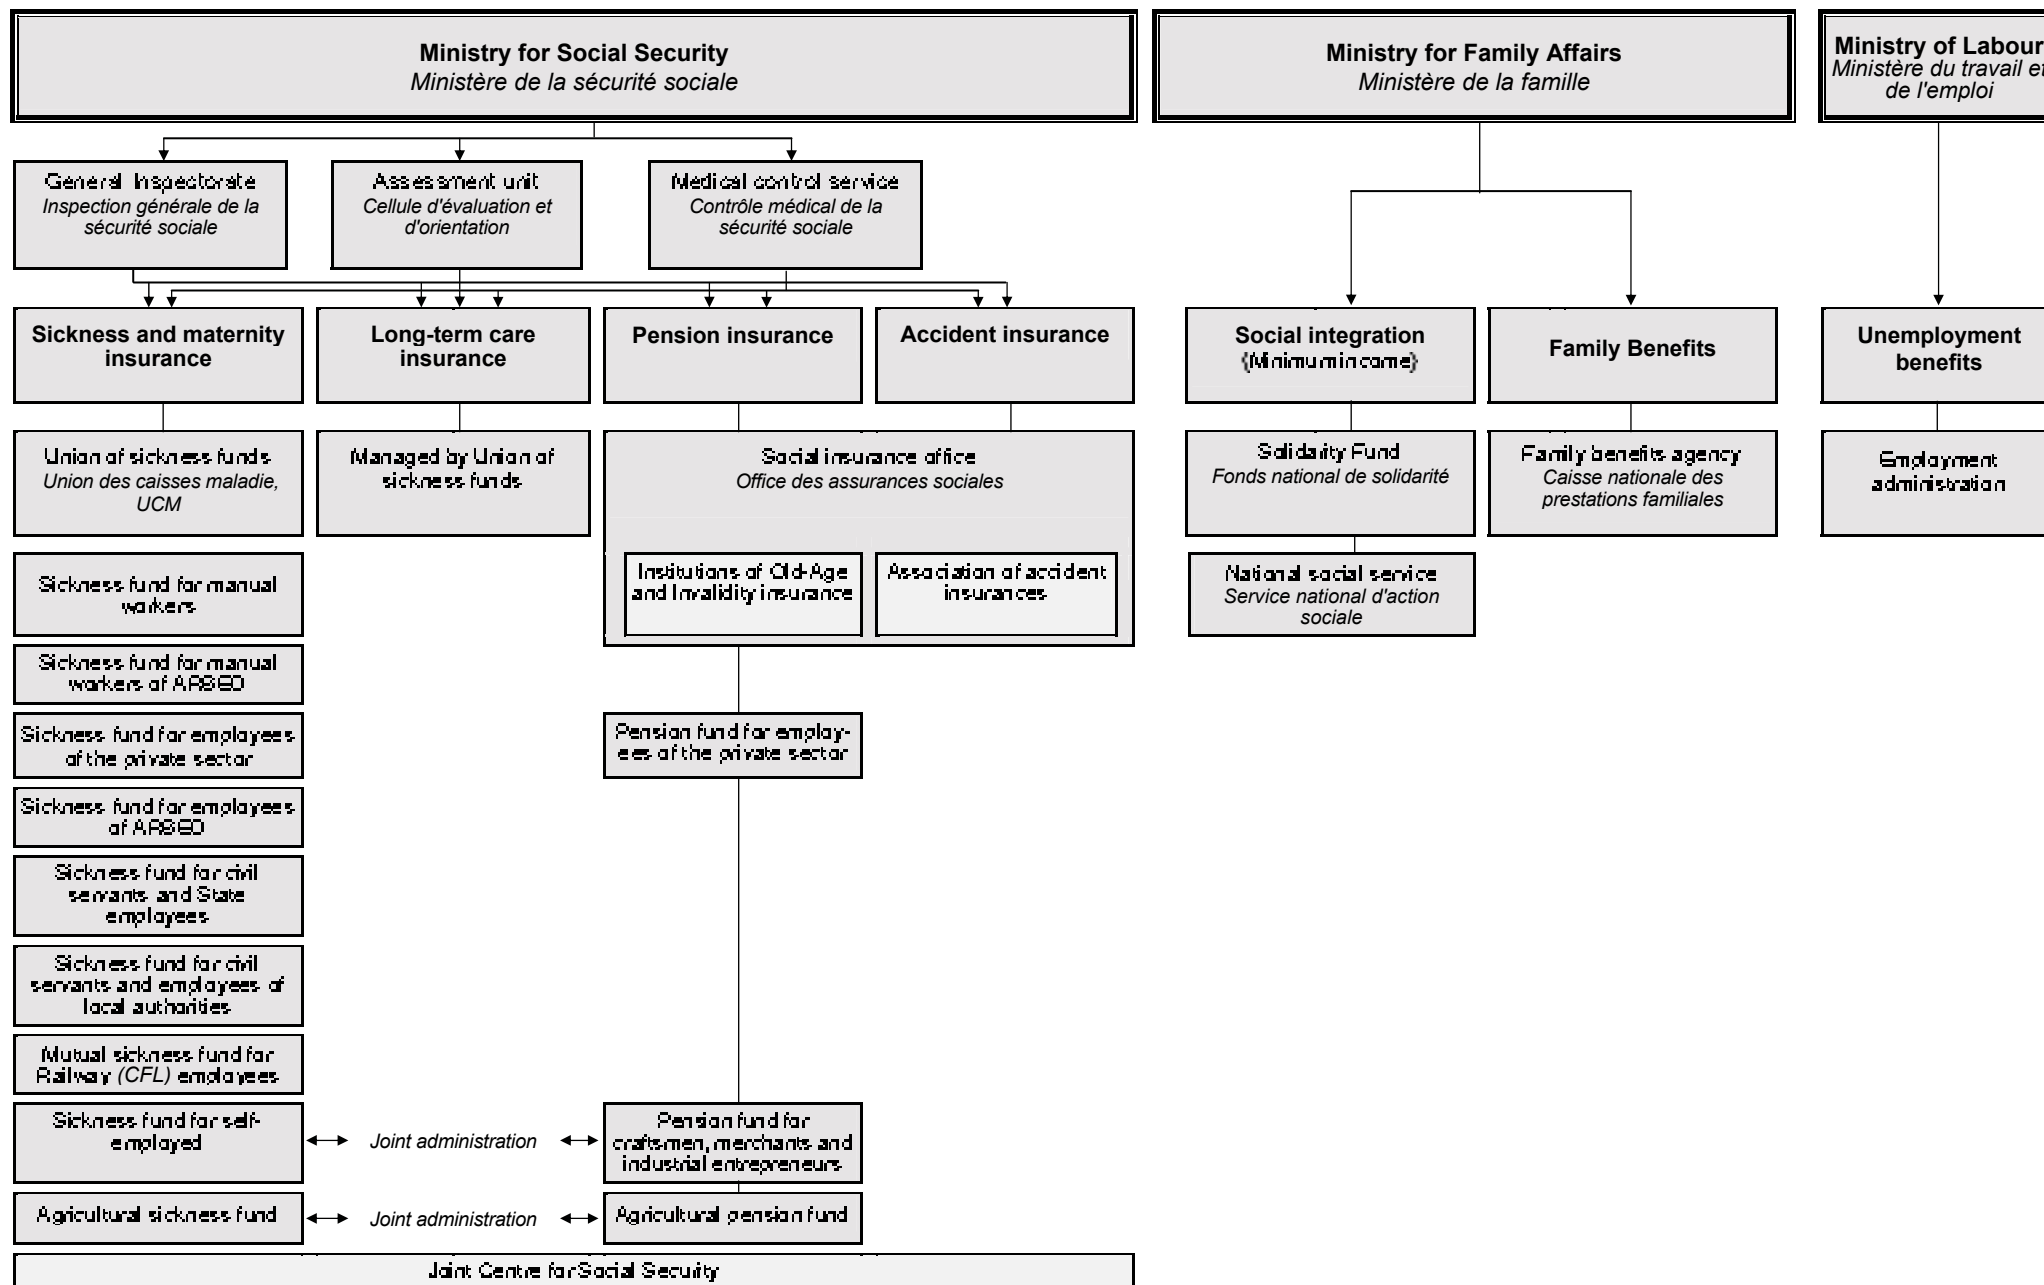 Ministry for Social Security
Ministère de la sécurité sociale
Ministry for Family Affairs
Ministère de la famille
Ministry of Labour
Ministère du travail et
de l'emploi
General Inspectorate
Inspection générale de la
sécurité sociale
Assessment unit
Cellule d'évaluation et
d'orientation
Medical control service
Contrôle médical de la
sécurité sociale
Sickness and maternity
insurance
Long-term care
insurance
Pension insurance
Accident insurance
Social integration
(Minimum income)
Family Benefits
Unemployment
benefits
Union of sickness funds
Union des caisses maladie,
UCM
Managed by Union of
sickness funds
Social insurance office
Office des assurances sociales
Solidarity Fund
Fonds national de solidarité
Family benefits agency
Caisse nationale des
prestations familiales
Employment
administration
Institutions of Old-Age
and Invalidity insurance
Association of accident
insurances
National social service
Service national d'action
sociale
Sickness fund for manual
workers
Sickness fund for manual
workers of ARBED
Sickness fund for employees
of the private sector
Pension fund for employ-
ees of the private sector
Sickness fund for employees
of ARBED
Sickness fund for civil
servants and State
employees
Sickness fund for civil
servants and employees of
local authorities
Mutual sickness fund for
Railway (CFL) employees
Sickness fund for self-
employed
Joint administration
Pension fund for
craftsmen, merchants and
industrial entrepreneurs
Agricultural sickness fund
Joint administration
Agricultural pension fund
Joint Centre for Social Security